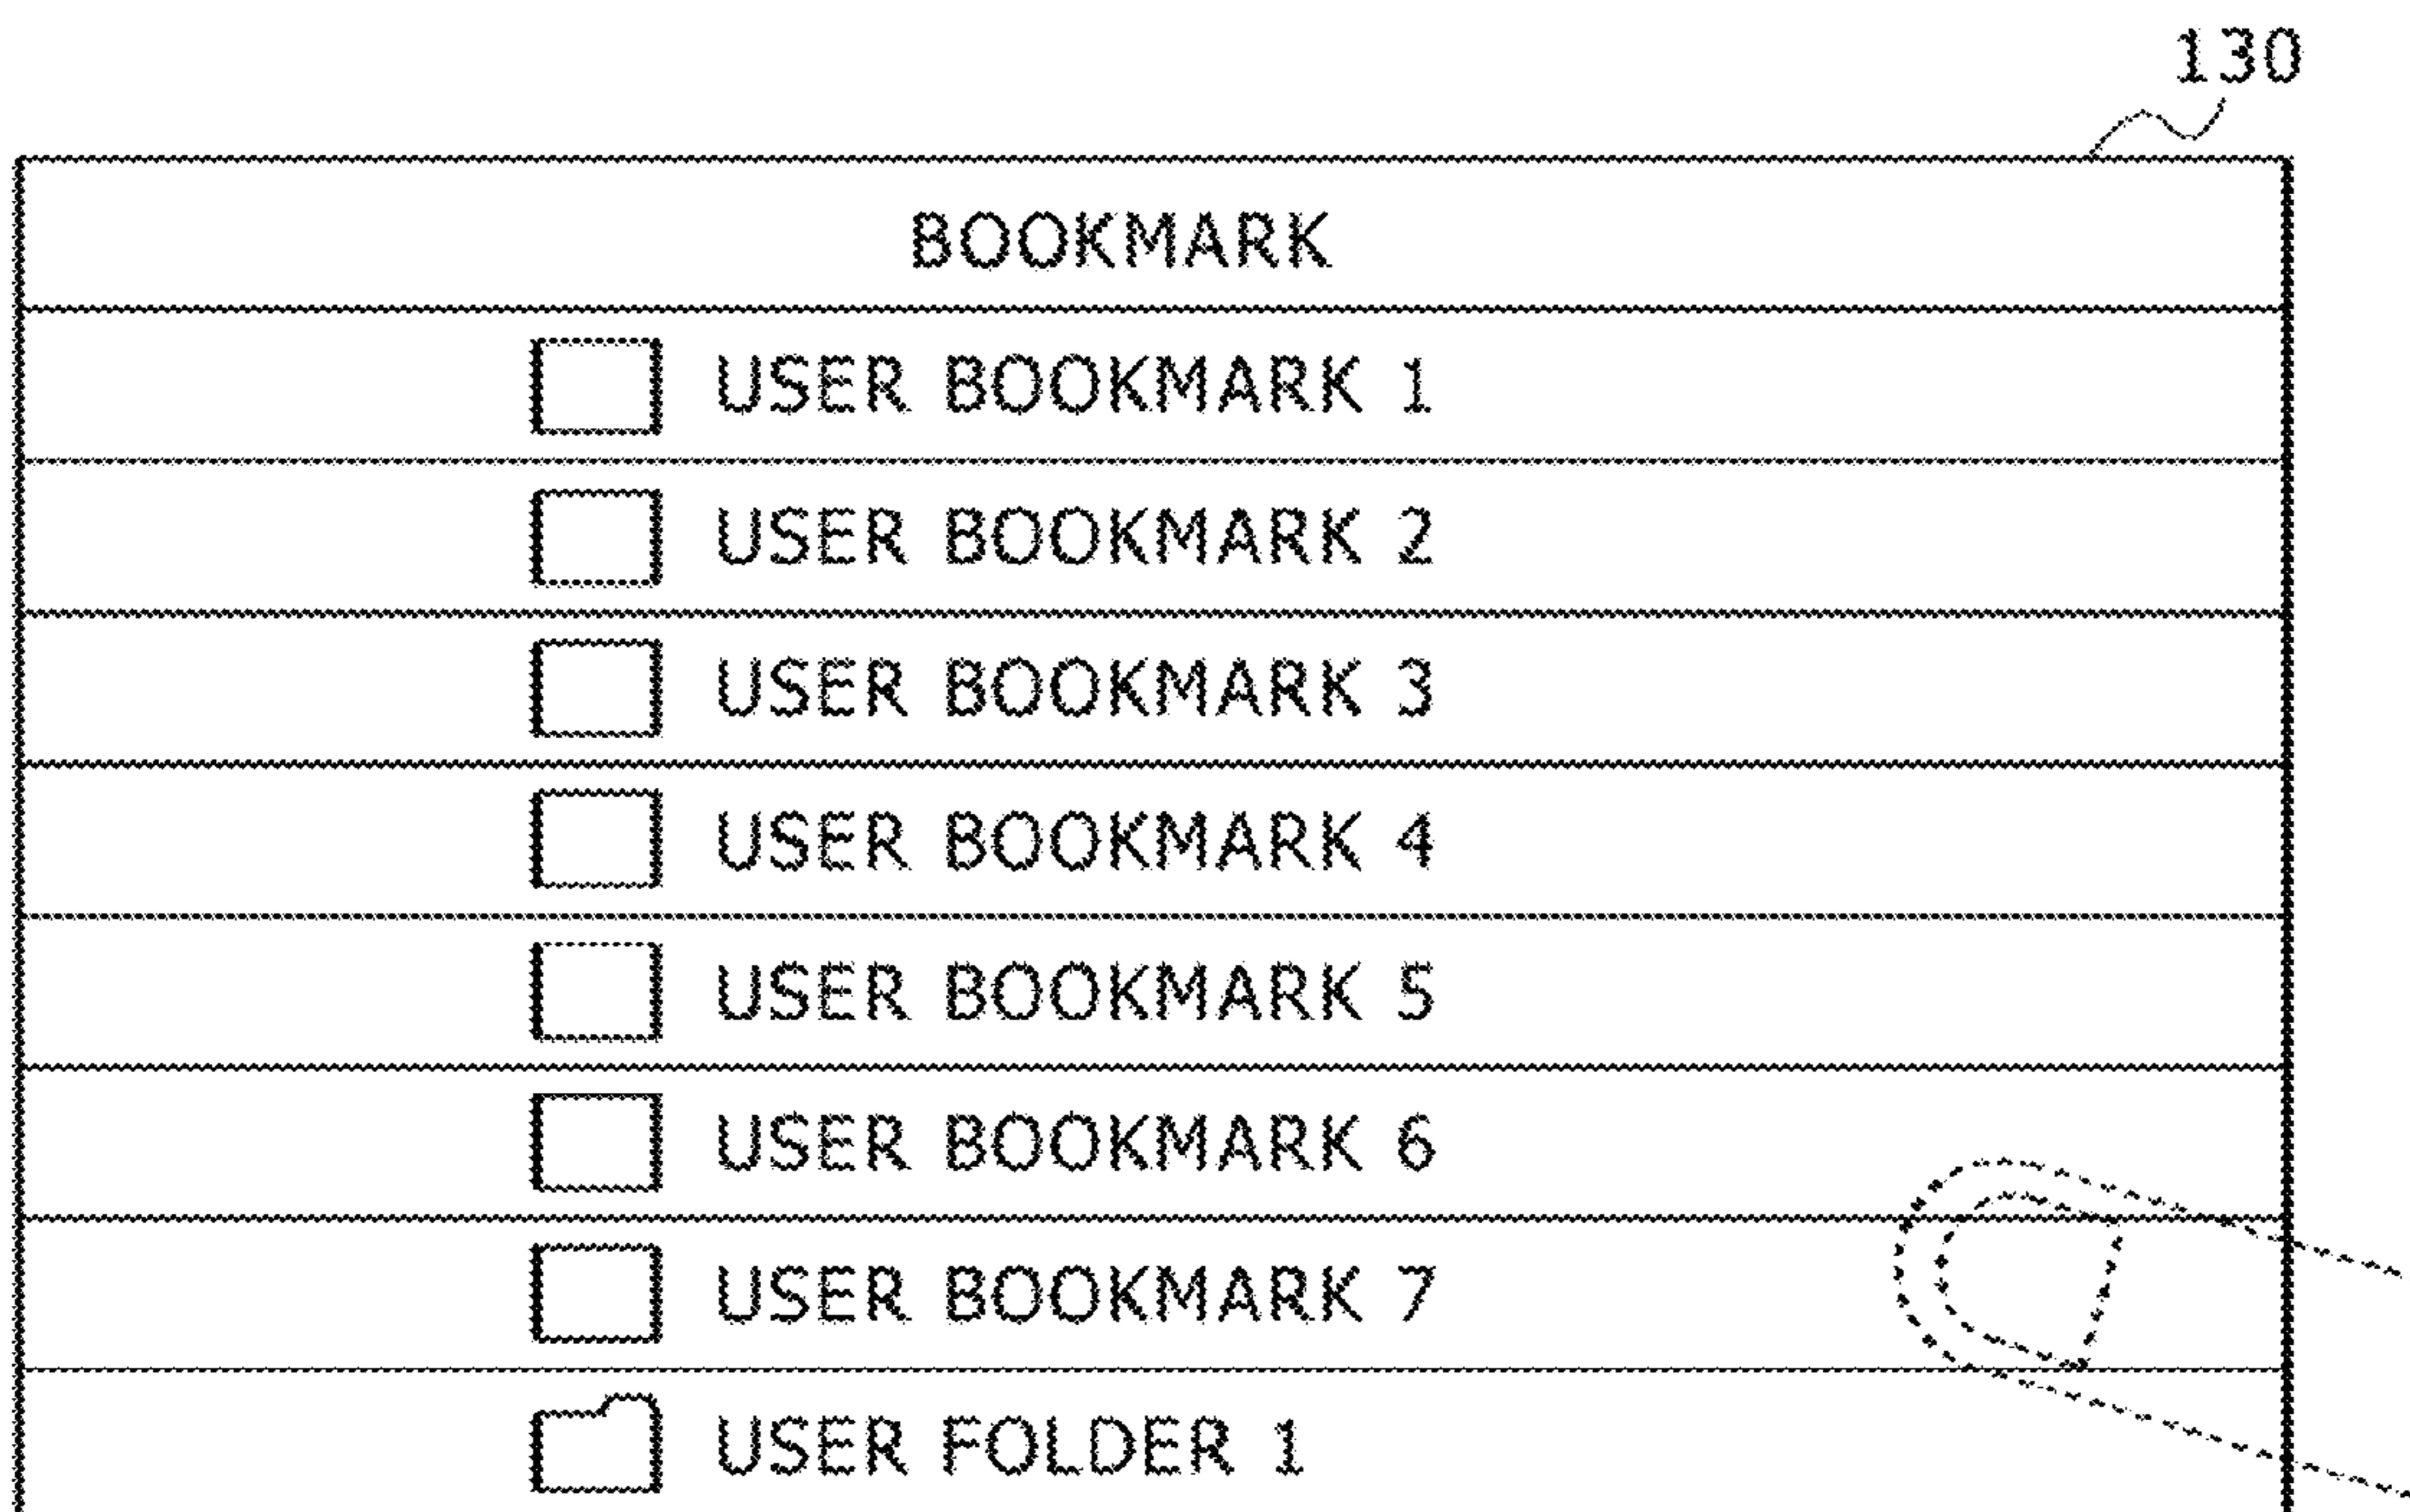 130
BOOKMARK
USER BOOKMARK 1
USER BOOKMARK 2
USER BOOKMARK 3
USER BOOKMARK 4
USER BOOKMARK 5
USER BOOKMARK 6
USER BOOKMARK 7
USER FOLDER 1